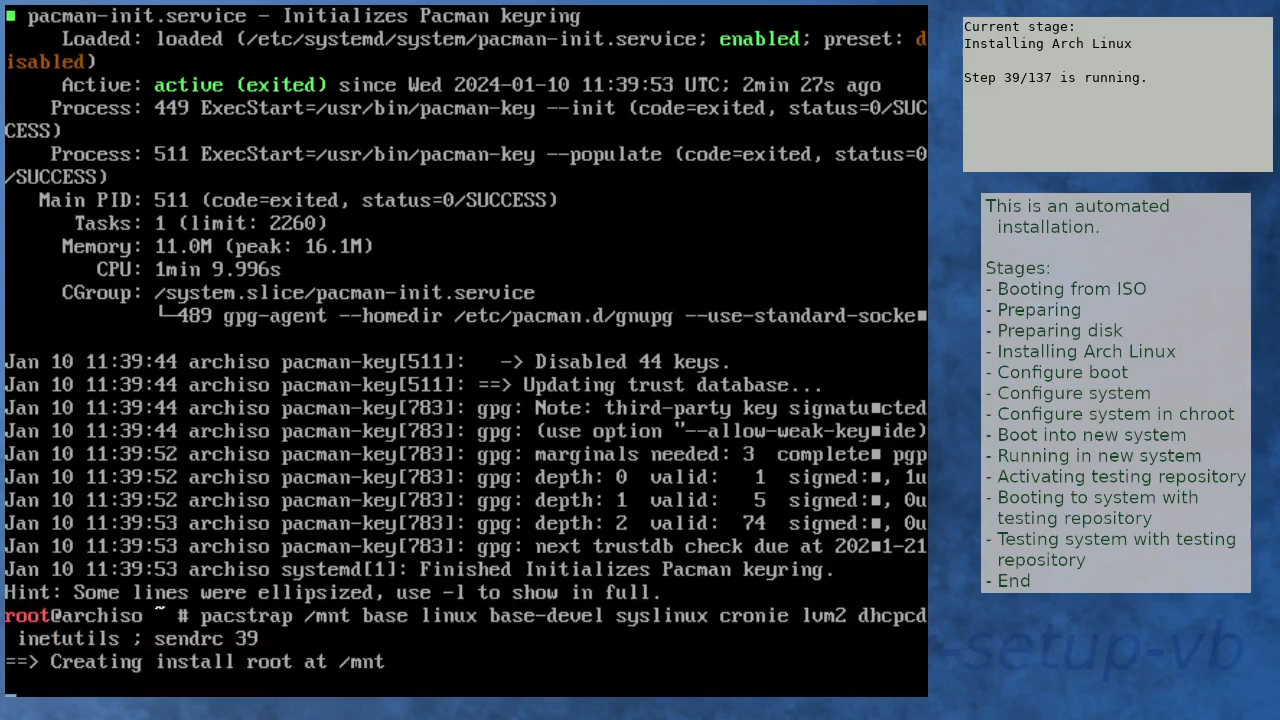 ■ pacman-init.service - Initializes Pacman keyring
Loaded: loaded (/etc/systemd/system/pacman-init.service; enabled; preset: d
isabled)
Active: active (exited) since Wed 2024-01-10 11:39:53 UTC; 2min 27s ago
Process: 449 ExecStart=/usr/bin/pacman-key --init (code=exited, status=0/SUC
CESS)
Process: 511 ExecStart=/usr/bin/pacman-key --populate (code=exited, status=0
/SUCCESS)
Main PID: 511 (code=exited, status=0/SUCCESS)
Tasks: 1 (limit: 2260)
Memory: 11.0M (peak: 16.1M)
CPU: 1min 9.996s
CGroup: /system.slice/pacman-init.service
└─489 gpg-agent --homedir /etc/pacman.d/gnupg --use-standard-socke■
Jan 10 11:39:44 archiso pacman-key[511]:   -> Disabled 44 keys.
Jan 10 11:39:44 archiso pacman-key[511]: ==> Updating trust database...
Jan 10 11:39:44 archiso pacman-key[783]: gpg: Note: third-party key signatu■cted
Jan 10 11:39:44 archiso pacman-key[783]: gpg: (use option "--allow-weak-key■ide)
Jan 10 11:39:52 archiso pacman-key[783]: gpg: marginals needed: 3  complete■ pgp
Jan 10 11:39:52 archiso pacman-key[783]: gpg: depth: 0  valid:   1  signed:■, 1u
Jan 10 11:39:52 archiso pacman-key[783]: gpg: depth: 1  valid:   5  signed:■, 0u
Jan 10 11:39:53 archiso pacman-key[783]: gpg: depth: 2  valid:  74  signed:■, 0u
Jan 10 11:39:53 archiso pacman-key[783]: gpg: next trustdb check due at 202■1-21
Jan 10 11:39:53 archiso systemd[1]: Finished Initializes Pacman keyring.
Hint: Some lines were ellipsized, use -l to show in full.
root@archiso ~ # pacstrap /mnt base linux base-devel syslinux cronie lvm2 dhcpcd
inetutils ; sendrc 39
==> Creating install root at /mnt
Current stage:
Installing Arch Linux
Step 39/137 is running.
This is an automated
installation.
Stages:
- Booting from ISO
- Preparing
- Preparing disk
- Installing Arch Linux
- Configure boot
- Configure system
- Configure system in chroot
- Boot into new system
- Running in new system
- Activating testing repository
- Booting to system with
testing repository
- Testing system with testing
repository
- End
-setup-vb